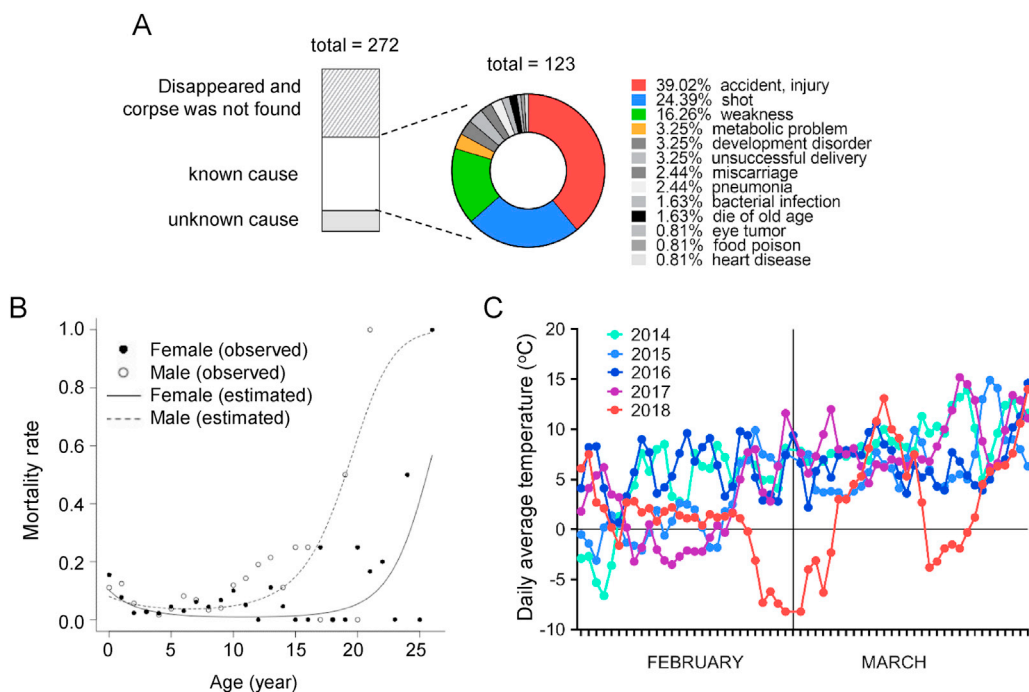 A
total = 272
Disappeared and
corpse was not found
known cause
unknown cause
total = 123
39.02% accident, injury
24.39% shot
16.26% weakness
3.25% metabolic problem
3.25% development disorder
3.25% unsuccessful delivery
2.44% miscarriage
2.44% pneumonia
1.63% bacterial infection
1.63% die of old age
0.81% eye tumor
0.81% food poison
0.81% heart disease
B
Mortality rate
1.0
0.8
0.6
0.4
0.2
0.0
Female (observed)
Male (observed)
Female (estimated)
Male (estimated)
0 5 10 15 20 25
Age (year)
C
Daily average temperature (oC)
20
15
10
5
0
-5
-10
2014
2015
2016
2017
2018
FEBRUARY MARCH